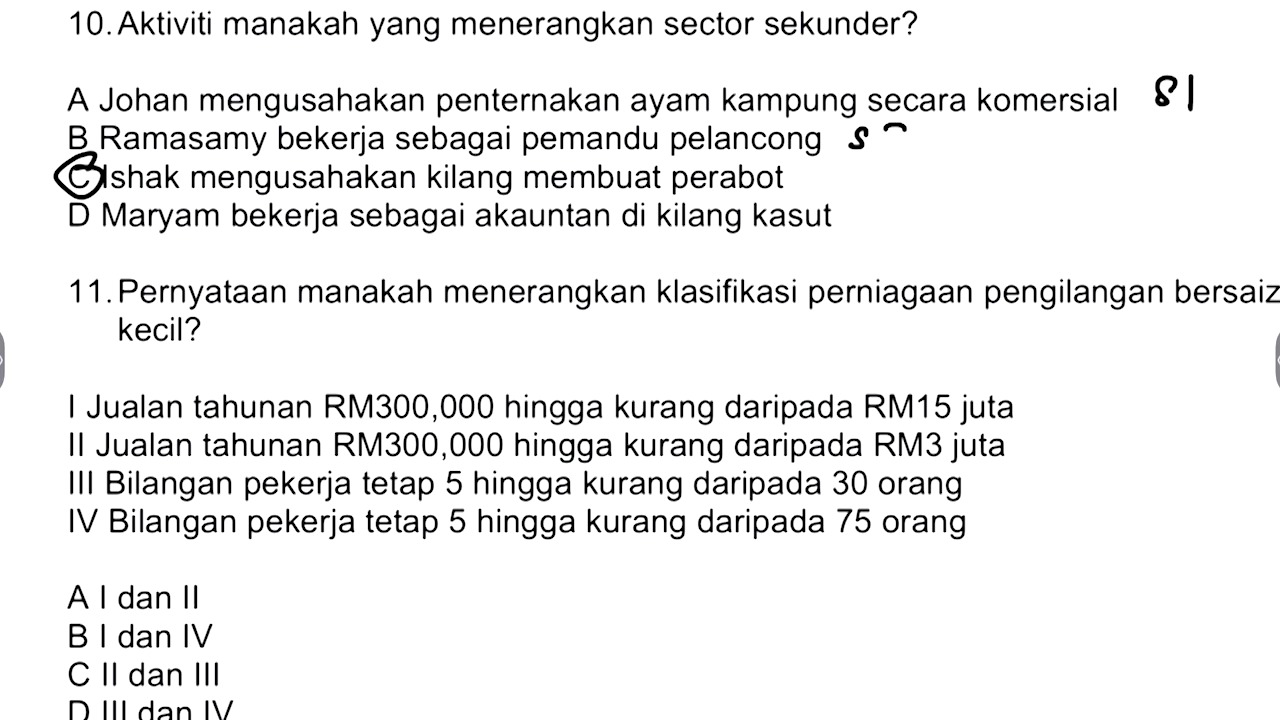 10. Aktiviti manakah yang menerangkan sector sekunder?
A Johan mengusahakan penternakan ayam kampung secara komersial S1
B Ramasamy bekerja sebagai pemandu pelancong S
C Ishak mengusahakan kilang membuat perabot
D Maryam bekerja sebagai akauntan di kilang kasut
11. Pernyataan manakah menerangkan klasifikasi perniagaan pengilangan bersaiz
kecil?
I Jualan tahunan RM300,000 hingga kurang daripada RM15 juta
II Jualan tahunan RM300,000 hingga kurang daripada RM3 juta
III Bilangan pekerja tetap 5 hingga kurang daripada 30 orang
IV Bilangan pekerja tetap 5 hingga kurang daripada 75 orang
A I dan II
B I dan IV
C II dan III
D III dan IV